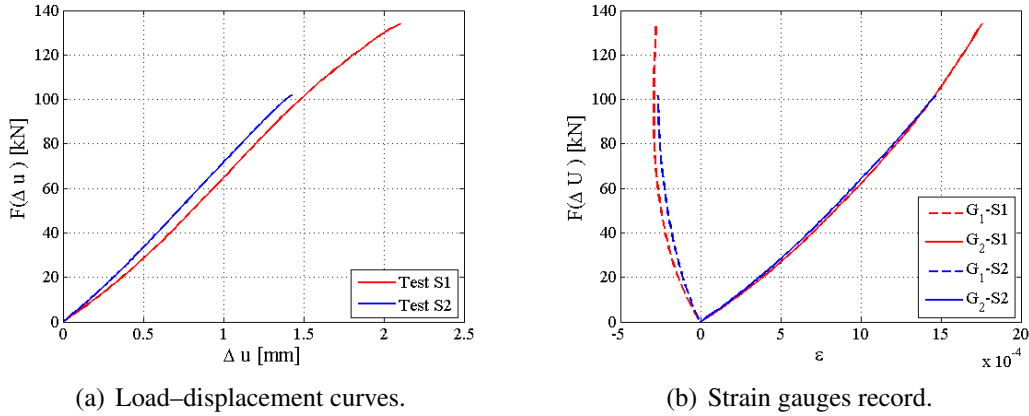 140
120
100
80
60
40
20
0
F(Δ u ) [kN]
0 0.5 1 1.5 2 2.5
Δ u [mm]
Test S1
Test S2
(a) Load–displacement curves.
140
120
100
80
60
40
20
0
F(Δ U ) [kN]
-5 0 5 10 15 20
x 10⁻⁴
ε
G₁-S1
G₂-S1
G₁-S2
G₂-S2
(b) Strain gauges record.